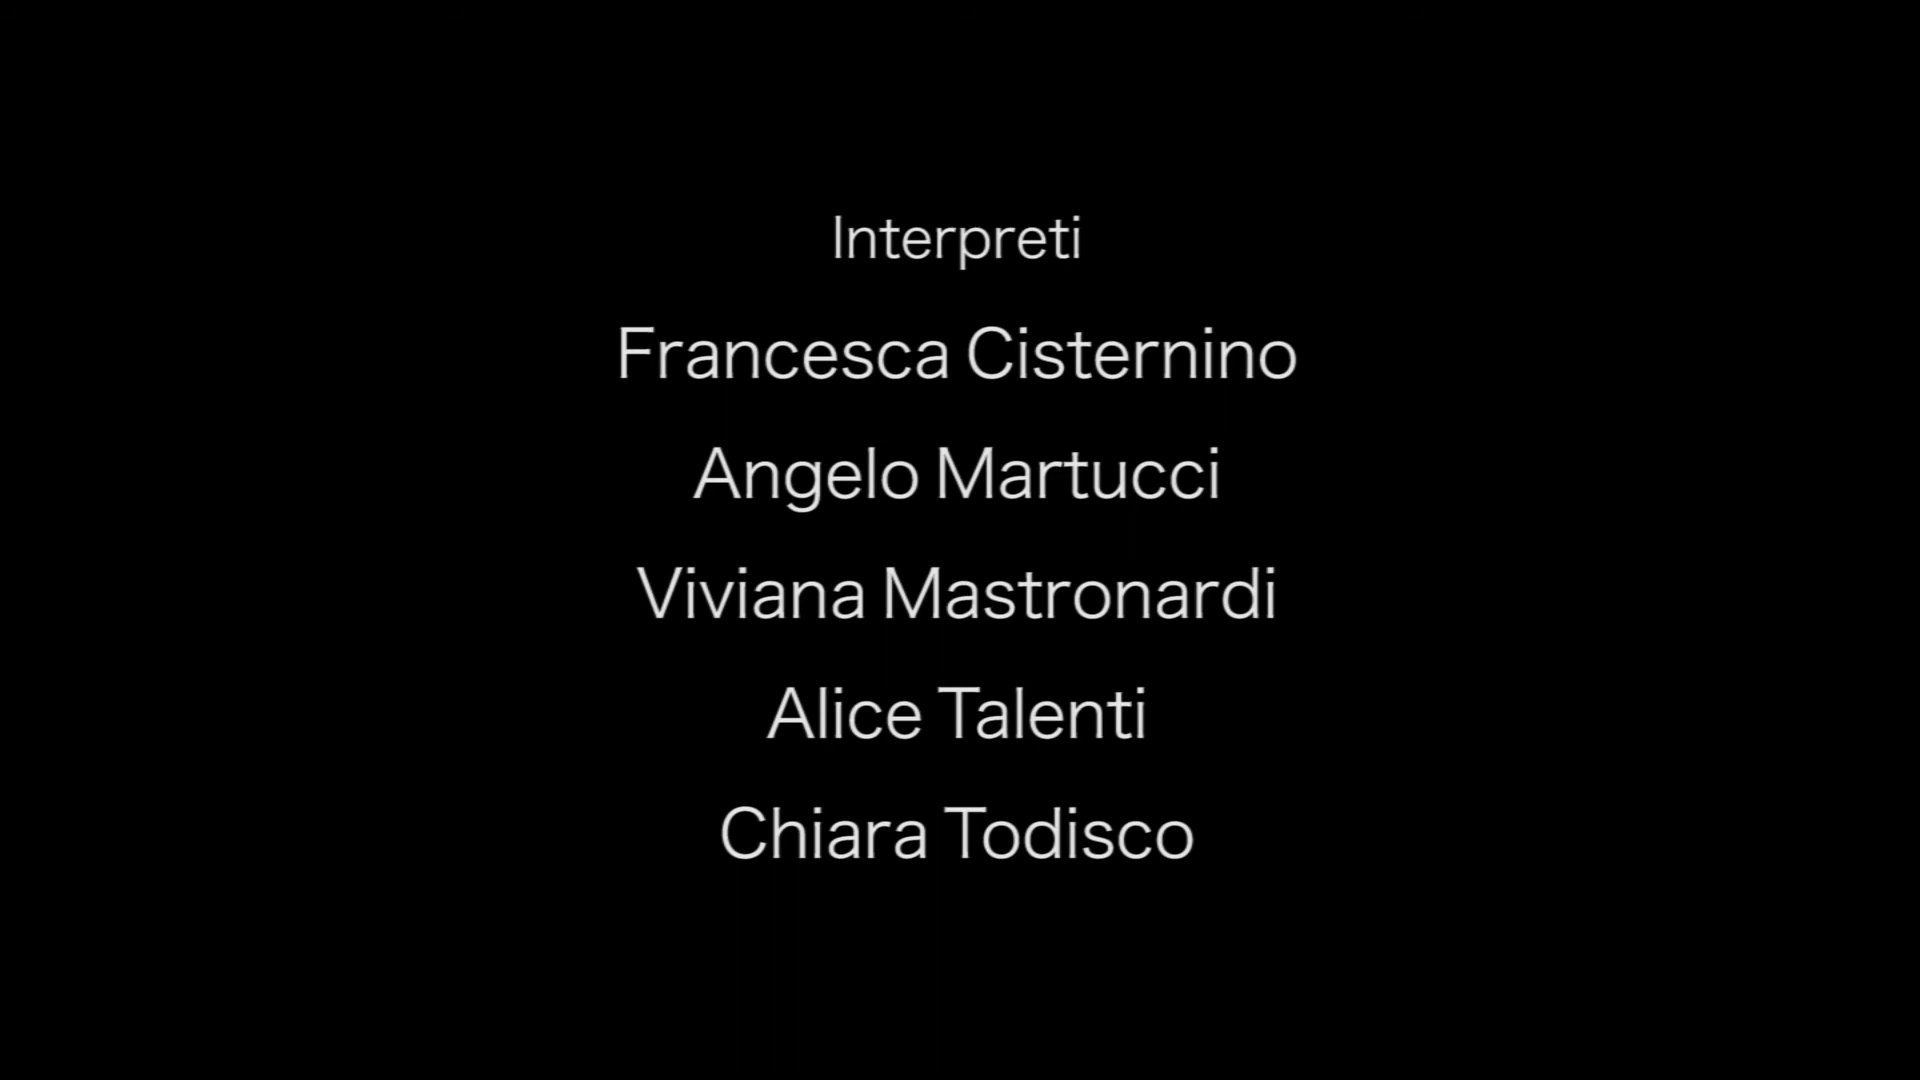 Interpreti
Francesca Cisternino
Angelo Martucci
Viviana Mastronardi
Alice Talenti
Chiara Todisco